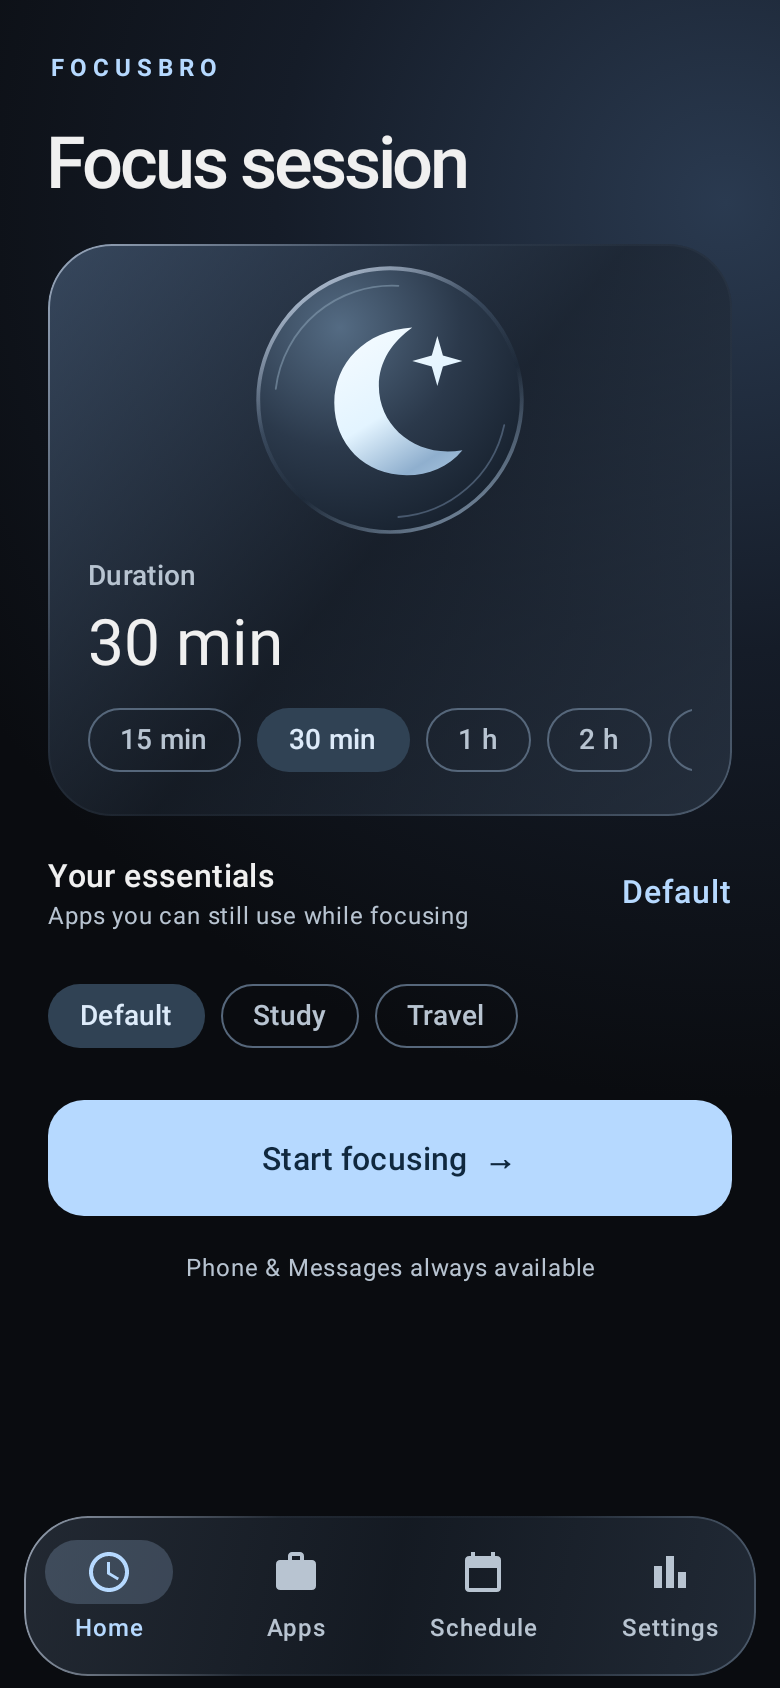 FOCUSBRO
Focus session
Duration
30 min
15 min
30 min
1 h
2 h
Your essentials
Default
Apps you can still use while focusing
Default
Study
Travel
Start focusing →
Phone & Messages always available
Home
Apps
Schedule
Settings